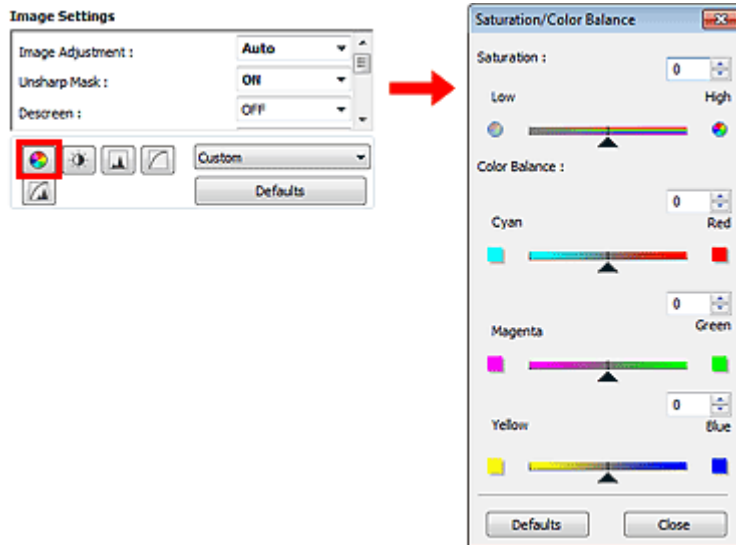 Image Settings
Image Adjustment : Auto
Unsharp Mask : ON
Descreen : OFF
Custom
Defaults
Saturation/Color Balance
Saturation :
0
Low High
Color Balance :
0
Cyan Red
0
Magenta Green
0
Yellow Blue
Defaults Close